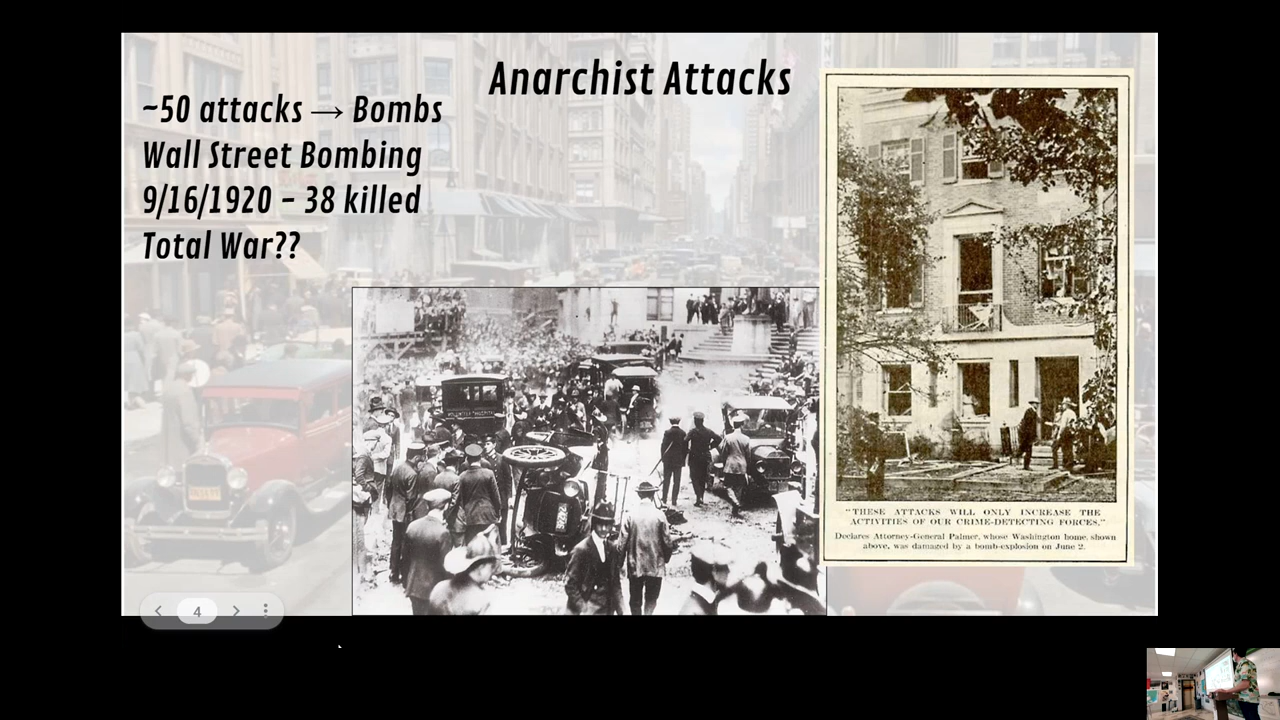 Anarchist Attacks
~50 attacks → Bombs
Wall Street Bombing
9/16/1920 - 38 killed
Total War??
"THESE ATTACKS WILL ONLY INCREASE THE
ACTIVITIES OF OUR CRIME-DETECTING FORCES."
Declares Attorney-General Palmer, whose Washington home, shown
above, was damaged by a bomb-explosion on June 2.
4